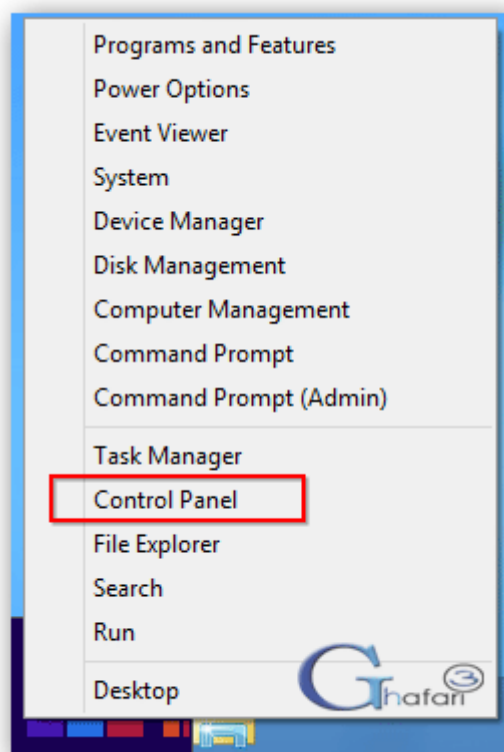 Programs and Features
Power Options
Event Viewer
System
Device Manager
Disk Management
Computer Management
Command Prompt
Command Prompt (Admin)
Task Manager
Control Panel
File Explorer
Search
Run
Desktop
Ghafari 3